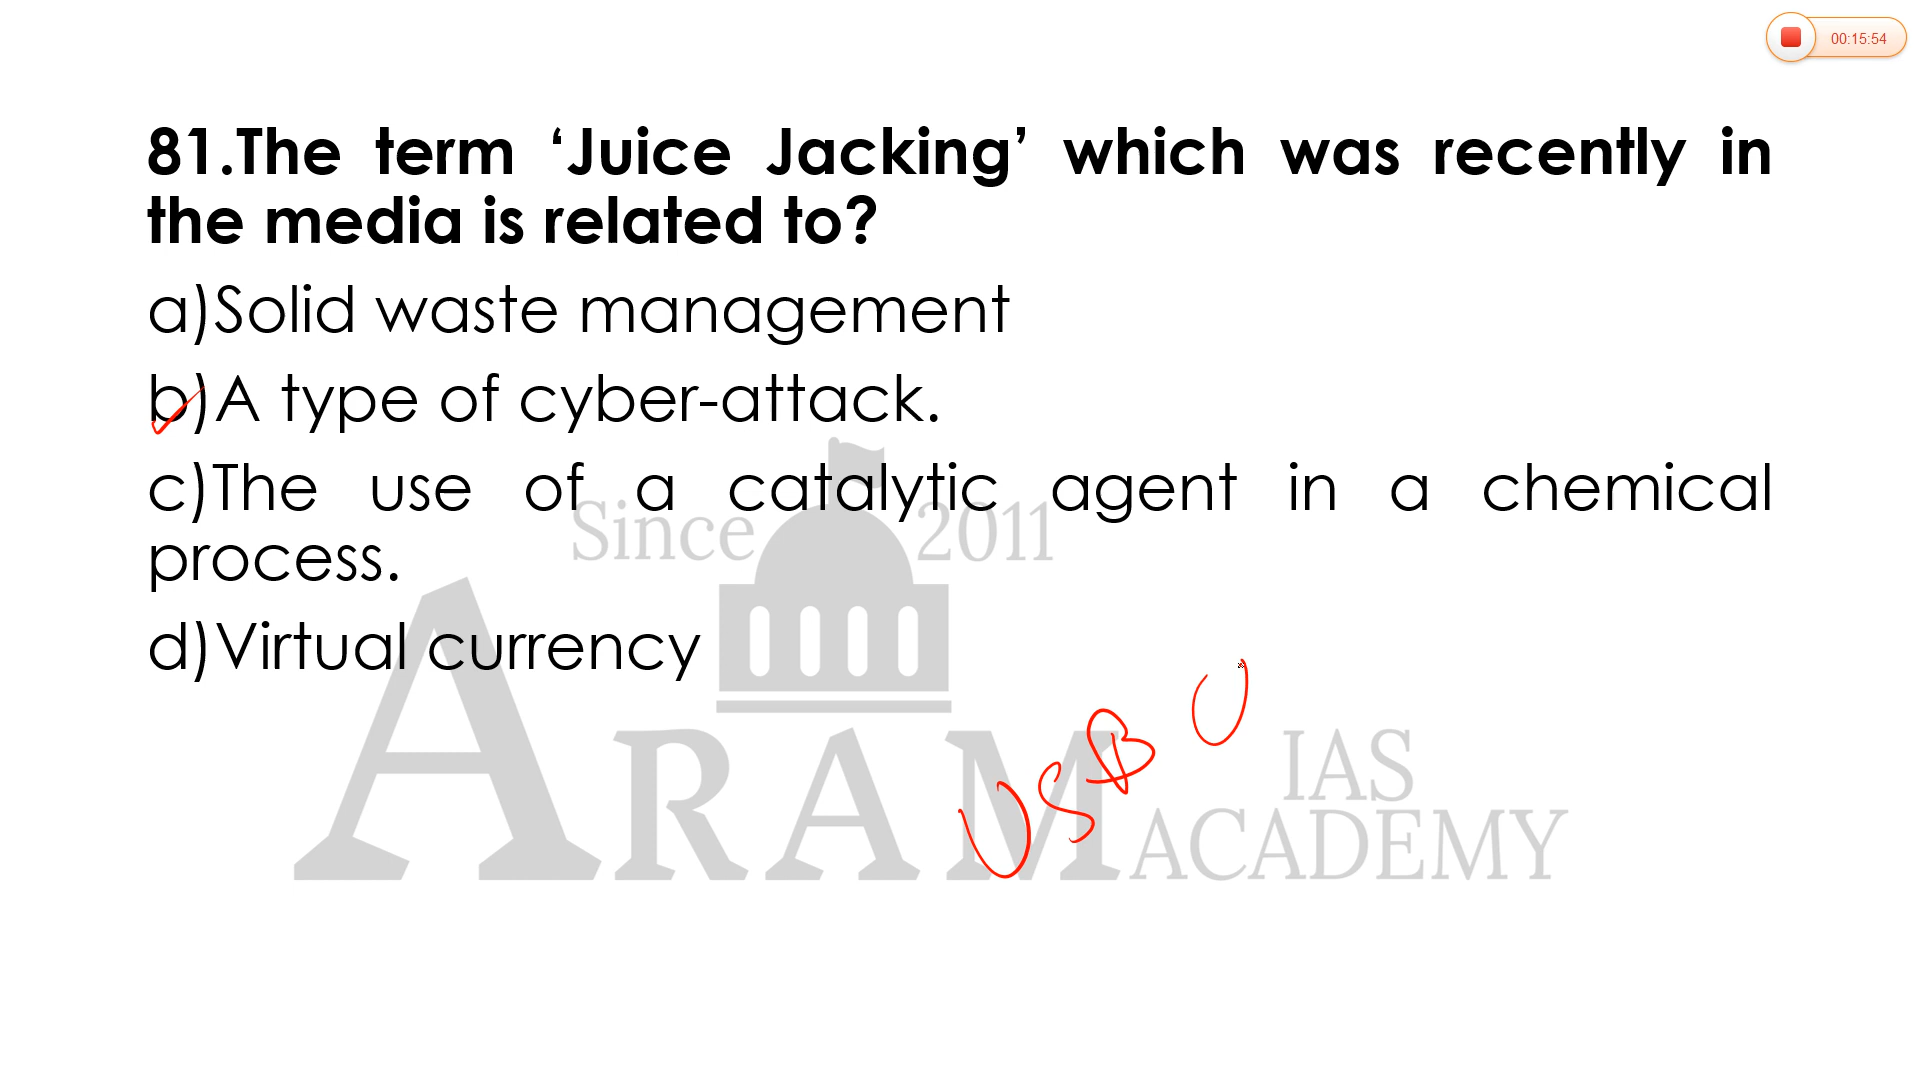 00:15:54
81.The term ‘Juice Jacking’ which was recently in
the media is related to?
a)Solid waste management
b)A type of cyber-attack.
c)The use of a catalytic agent in a chemical
process.
d)Virtual currency
Since 2011
ARAM IAS
ACADEMY
USB U